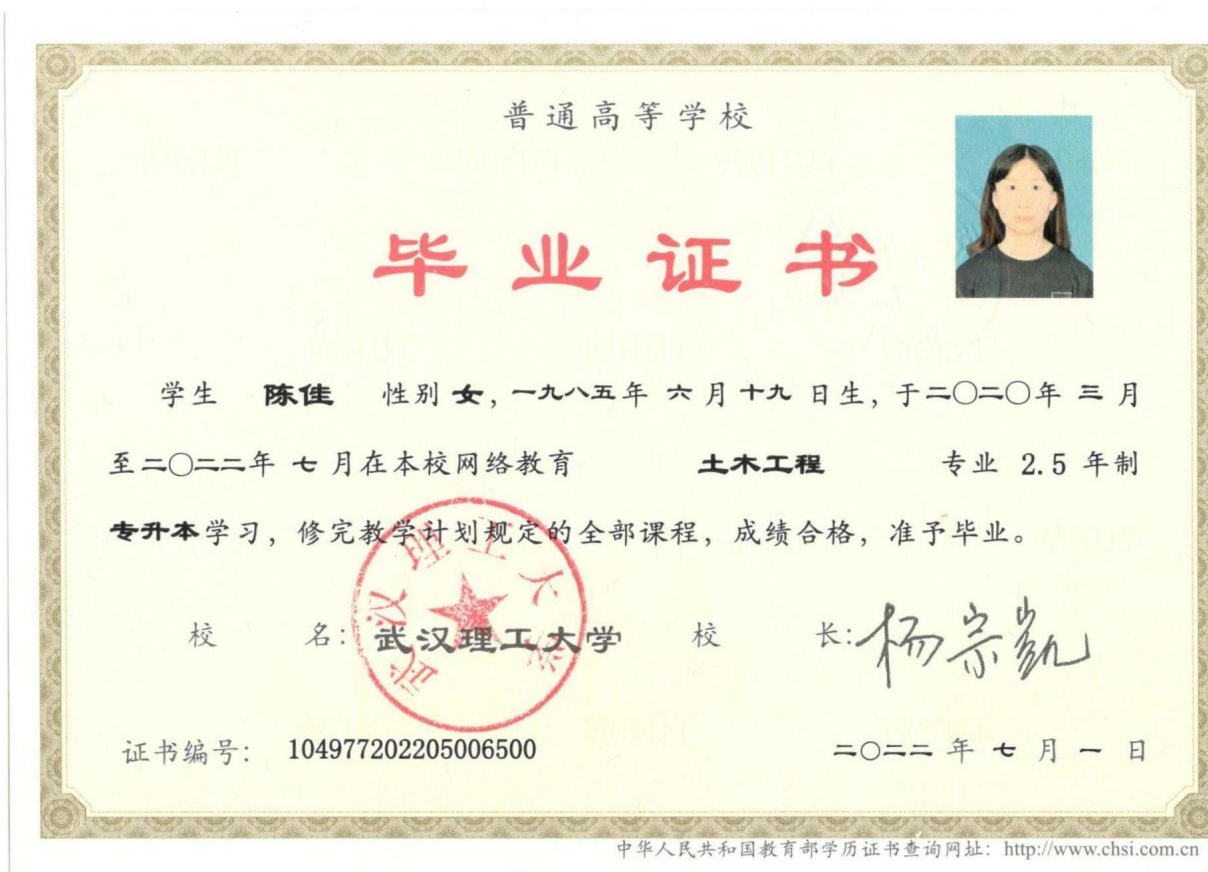 普通高等学校
毕业证书
学生 陈佳 性别 女，一九八五年 六 月 十九 日生，于二〇二〇年 三 月
至二〇二二年 七 月在本校网络教育 土木工程 专业 2.5 年制
专升本学习，修完教学计划规定的全部课程，成绩合格，准予毕业。
校 名：武汉理工大学 校 长：杨宗凯
武汉理工大学
证书编号： 104977202205006500 二〇二二 年 七 月 一 日
中华人民共和国教育部学历证书查询网址：http://www.chsi.com.cn